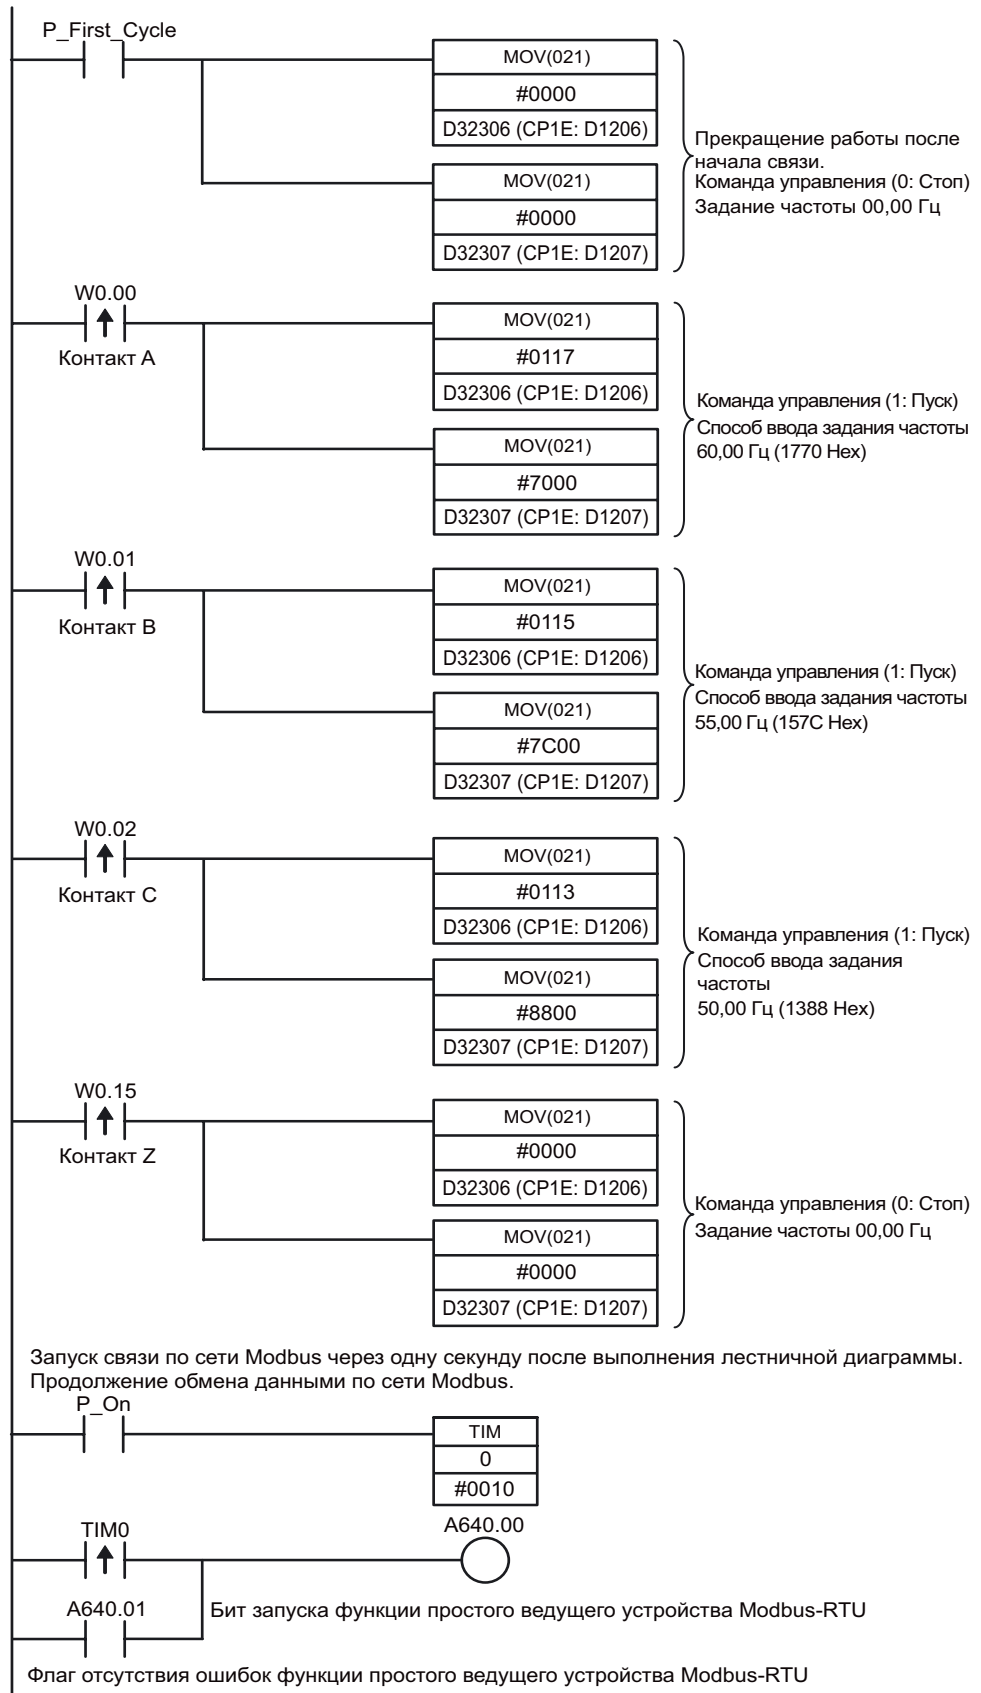 P_First_Cycle
MOV(021)
#0000
D32306 (CP1E: D1206)
MOV(021)
#0000
D32307 (CP1E: D1207)
Прекращение работы после
начала связи.
Команда управления (0: Стоп)
Задание частоты 00,00 Гц
W0.00
Контакт A
MOV(021)
#0117
D32306 (CP1E: D1206)
MOV(021)
#7000
D32307 (CP1E: D1207)
Команда управления (1: Пуск)
Способ ввода задания частоты
60,00 Гц (1770 Hex)
W0.01
Контакт B
MOV(021)
#0115
D32306 (CP1E: D1206)
MOV(021)
#7C00
D32307 (CP1E: D1207)
Команда управления (1: Пуск)
Способ ввода задания частоты
55,00 Гц (157C Hex)
W0.02
Контакт C
MOV(021)
#0113
D32306 (CP1E: D1206)
MOV(021)
#8800
D32307 (CP1E: D1207)
Команда управления (1: Пуск)
Способ ввода задания
частоты
50,00 Гц (1388 Hex)
W0.15
Контакт Z
MOV(021)
#0000
D32306 (CP1E: D1206)
MOV(021)
#0000
D32307 (CP1E: D1207)
Команда управления (0: Стоп)
Задание частоты 00,00 Гц
Запуск связи по сети Modbus через одну секунду после выполнения лестничной диаграммы.
Продолжение обмена данными по сети Modbus.
P_On
TIM
0
#0010
TIM0
A640.00
A640.01
Бит запуска функции простого ведущего устройства Modbus-RTU
Флаг отсутствия ошибок функции простого ведущего устройства Modbus-RTU